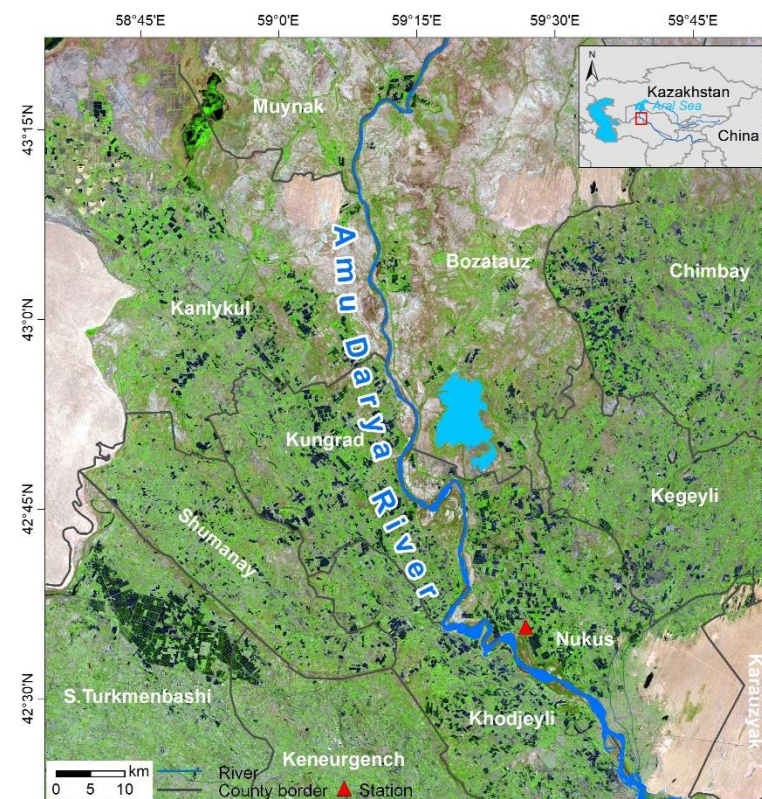 58°45'E 59°0'E 59°15'E 59°30'E 59°45'E
43°15'N
43°0'N
42°45'N
42°30'N
N
Kazakhstan
Aral Sea
China
Muynak
Bozatauz
Chimbay
Kanlykul
Amu Darya River
Kungrad
Kegeyli
Shumanay
Nukus
Karauzyak
S.Turkmenbashi
Khodjeyli
Keneurgench
km
0 5 10
River
County border
Station